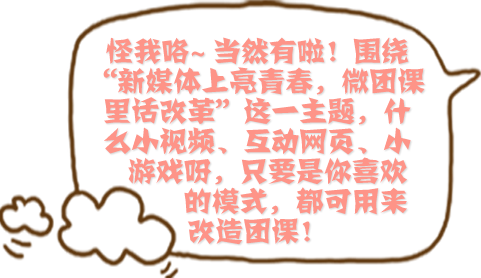 怪我咯~当然有啦！围绕
“新媒体上亮青春，微团课
里话改革”这一主题，什
么小视频、互动网页、小
游戏呀，只要是你喜欢
的模式，都可用来
改造团课！